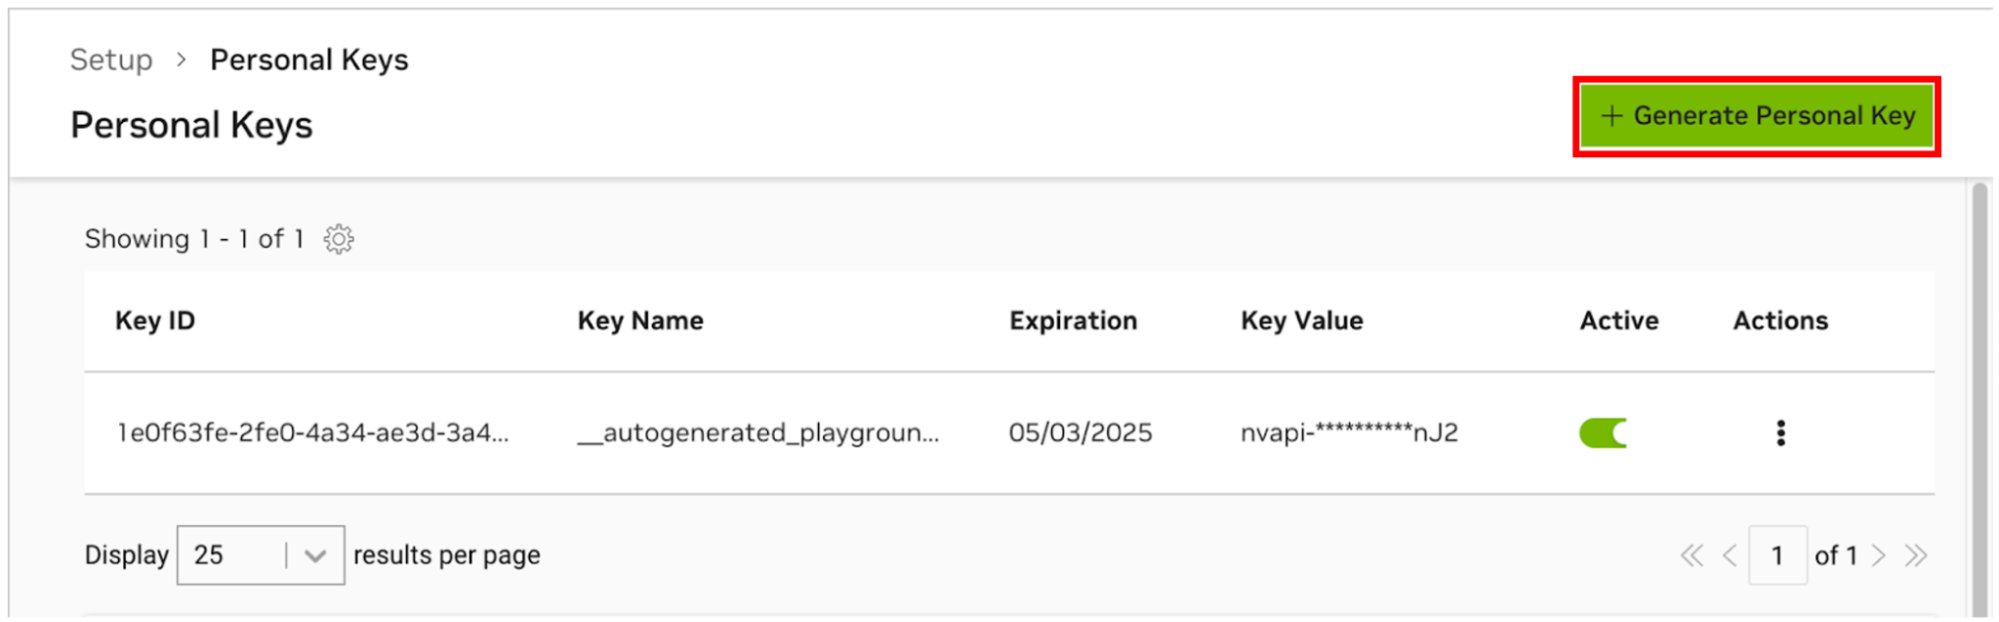 Setup > Personal Keys
Personal Keys
+ Generate Personal Key
Showing 1 - 1 of 1
Key ID Key Name Expiration Key Value Active Actions
1e0f63fe-2fe0-4a34-ae3d-3a4... __autogenerated_playgroun... 05/03/2025 nvapi-**********nJ2
Display 25 results per page
1 of 1